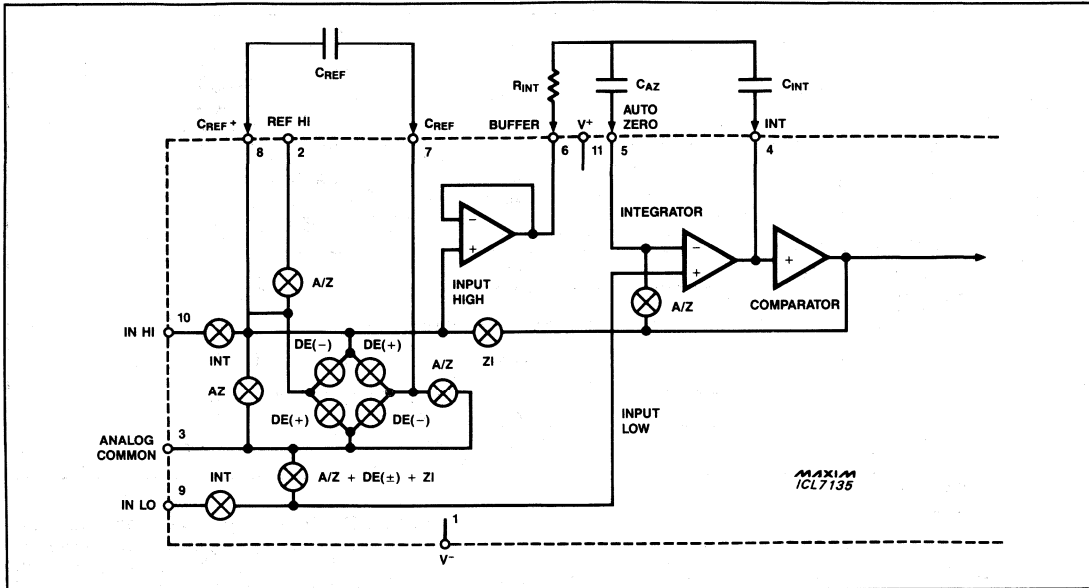 CREF
RINT
CAZ
CINT
CREF +
REF HI
CREF
BUFFER
V+
AUTO
ZERO
INT
8
2
7
6
11
5
4
−
+
INPUT
HIGH
INTEGRATOR
−
+
+
COMPARATOR
A/Z
A/Z
10
IN HI
INT
DE(−)
DE(+)
A/Z
ZI
AZ
DE(+)
DE(−)
INPUT
LOW
3
ANALOG
COMMON
INT
A/Z + DE(±) + ZI
9
IN LO
1
V−
MAXIM
ICL7135